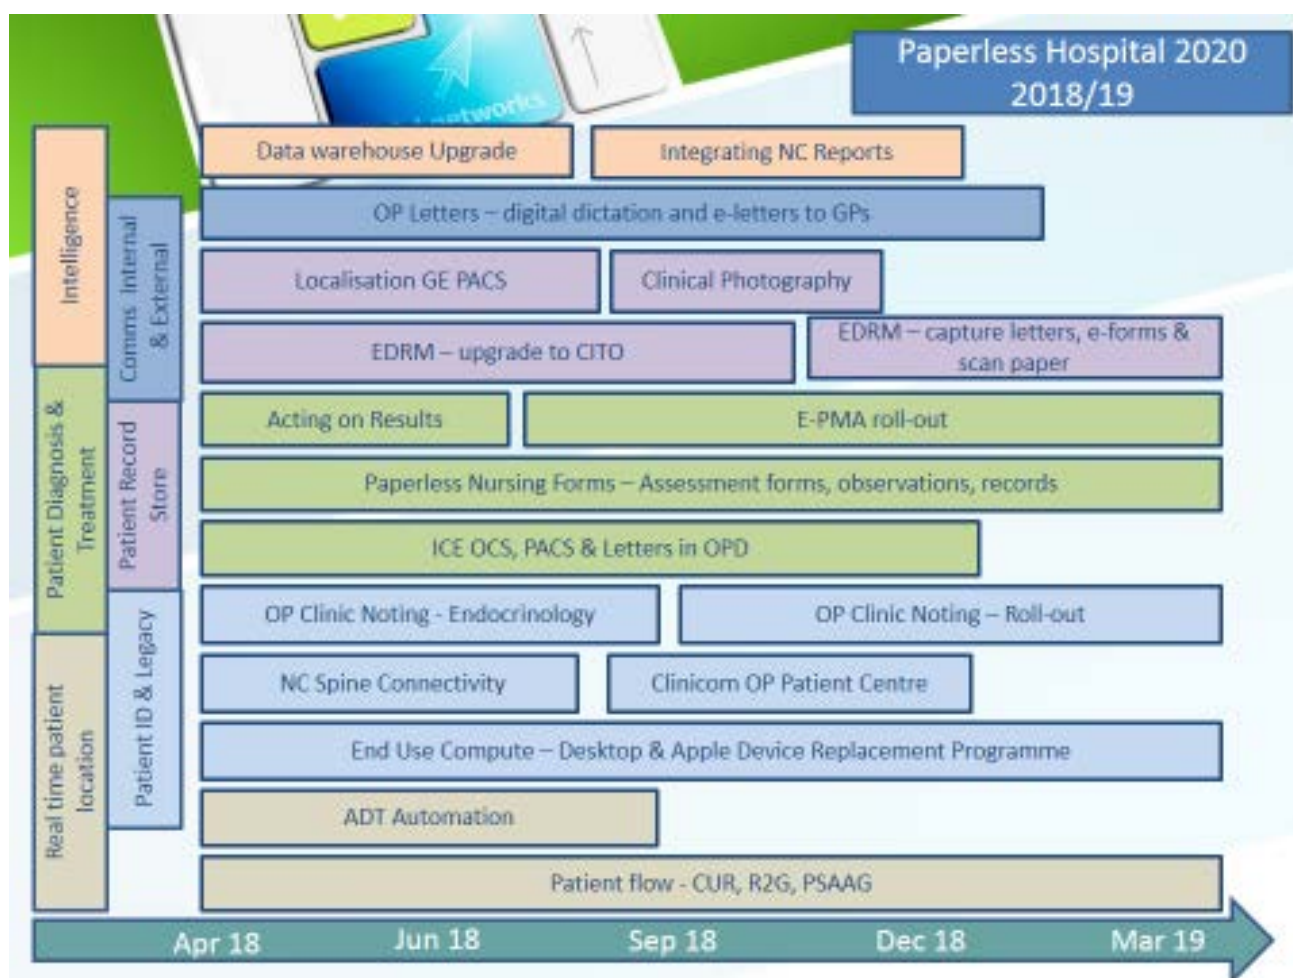 networks
Paperless Hospital 2020
2018/19
Intelligence
Comms Internal
& External
Patient Diagnosis &
Treatment
Patient Record
Store
Real time patient
location
Patient ID & Legacy
Data warehouse Upgrade
Integrating NC Reports
OP Letters – digital dictation and e-letters to GPs
Localisation GE PACS
Clinical Photography
EDRM – upgrade to CITO
EDRM – capture letters, e-forms &
scan paper
Acting on Results
E-PMA roll-out
Paperless Nursing Forms – Assessment forms, observations, records
ICE OCS, PACS & Letters in OPD
OP Clinic Noting - Endocrinology
OP Clinic Noting – Roll-out
NC Spine Connectivity
Clinicom OP Patient Centre
End Use Compute – Desktop & Apple Device Replacement Programme
ADT Automation
Patient flow - CUR, R2G, PSAAG
Apr 18
Jun 18
Sep 18
Dec 18
Mar 19